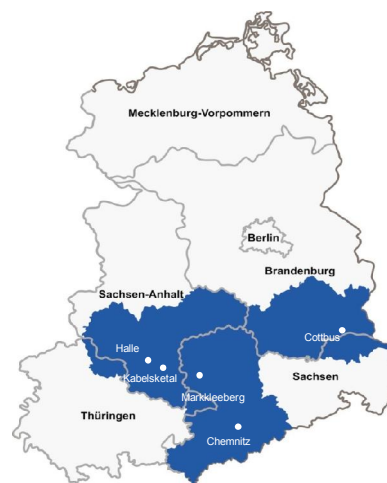 Mecklenburg-Vorpommern
Berlin
Brandenburg
Sachsen-Anhalt
Cottbus
Halle
Kabelsketal
Sachsen
Markkleeberg
Thüringen
Chemnitz